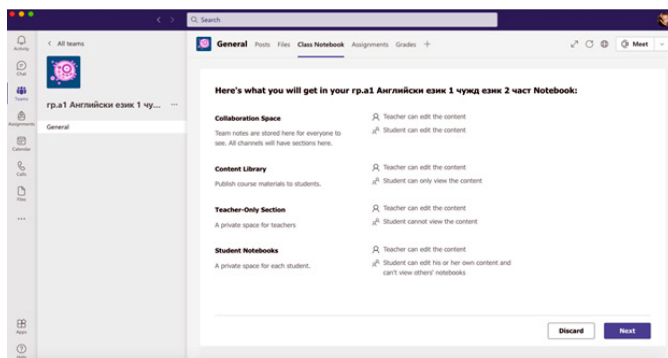 Search
Activity
Chat
Teams
Assignments
Calendar
Calls
Files
Apps
Help
All teams
гр.а1 Английски език 1 чу...
General
General Posts Files Class Notebook Assignments Grades
Meet
Here's what you will get in your гр.а1 Английски език 1 чужд език 2 част Notebook:
Collaboration Space
Team notes are stored here for everyone to
see. All channels will have sections here.
Teacher can edit the content
Student can edit the content
Content Library
Publish course materials to students.
Teacher can edit the content
Student can only view the content
Teacher-Only Section
A private space for teachers
Teacher can edit the content
Student cannot view the content
Student Notebooks
A private space for each student.
Teacher can edit the content
Student can edit his or her own content and
can't view others' notebooks
Discard
Next